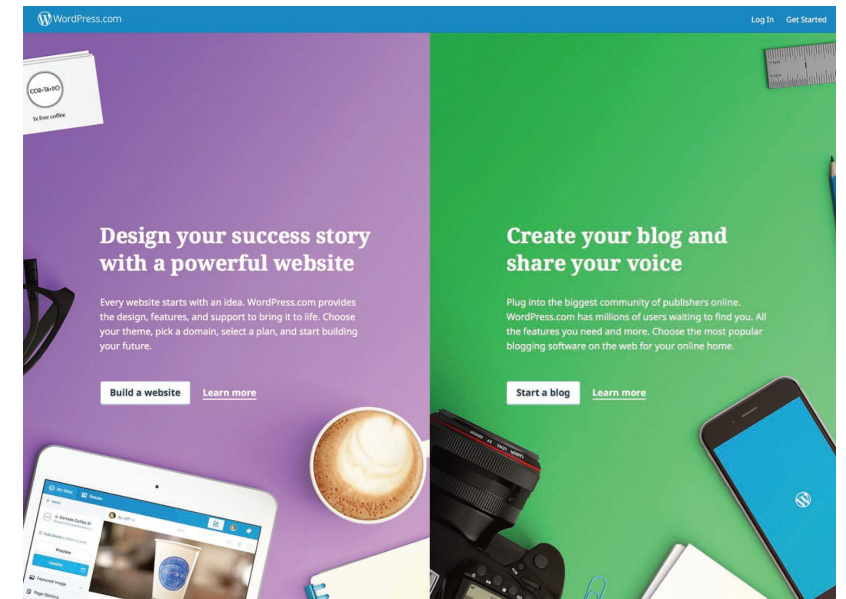 WordPress.com
Log In
Get Started
COR•TA•DO
1x free coffee
Design your success story
with a powerful website
Every website starts with an idea. WordPress.com provides
the design, features, and support to bring it to life. Choose
your theme, pick a domain, select a plan, and start building
your future.
Build a website
Learn more
My Sites
Reader
Preview
Update
Featured Image
Page Options
Create your blog and
share your voice
Plug into the biggest community of publishers online.
WordPress.com has millions of users waiting to find you. All
the features you need and more. Choose the most popular
blogging software on the web for your online home.
Start a blog
Learn more